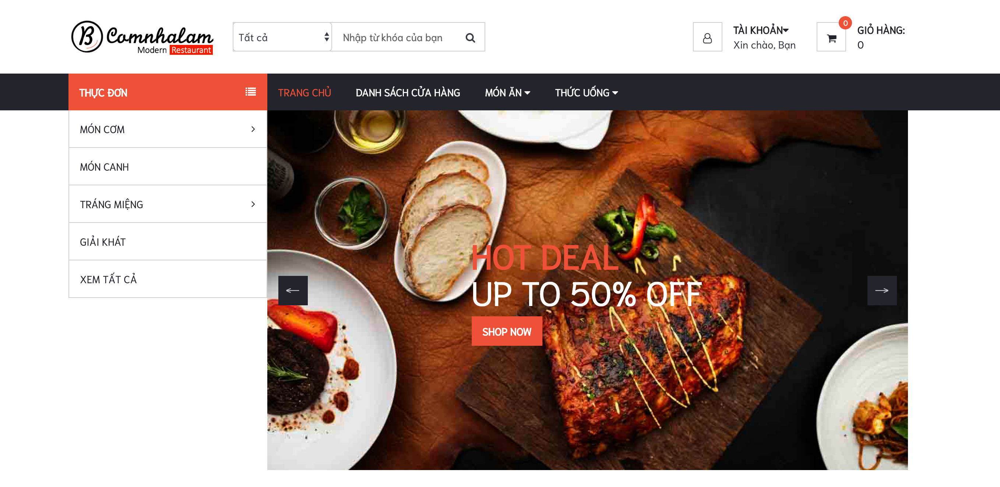 B Comnhalam
Modern Restaurant
Tất cả
Nhập từ khóa của bạn
TÀI KHOẢN
Xin chào, Bạn
0
GIỎ HÀNG:
0
THỰC ĐƠN
TRANG CHỦ
DANH SÁCH CỬA HÀNG
MÓN ĂN
THỨC UỐNG
MÓN CƠM
MÓN CANH
TRÁNG MIỆNG
GIẢI KHÁT
XEM TẤT CẢ
HOT DEAL
UP TO 50% OFF
SHOP NOW